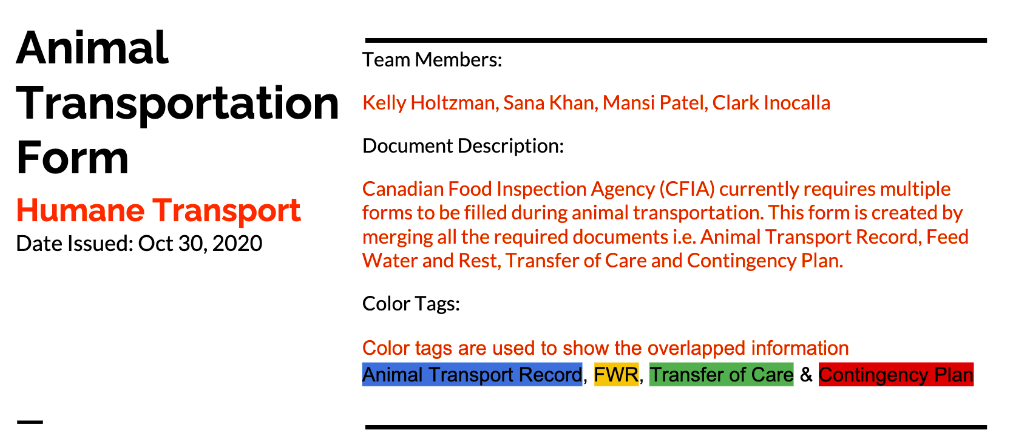 Animal
Transportation
Form
Humane Transport
Date Issued: Oct 30, 2020
Team Members:
Kelly Holtzman, Sana Khan, Mansi Patel, Clark Inocalla
Document Description:
Canadian Food Inspection Agency (CFIA) currently requires multiple
forms to be filled during animal transportation. This form is created by
merging all the required documents i.e. Animal Transport Record, Feed
Water and Rest, Transfer of Care and Contingency Plan.
Color Tags:
Color tags are used to show the overlapped information
Animal Transport Record, FWR, Transfer of Care & Contingency Plan